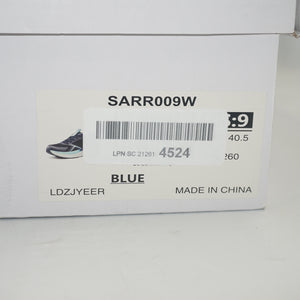 SARR009W
:9
40.5
LPN-SC 21261 4524
260
BLUE
LDZJYEER
MADE IN CHINA